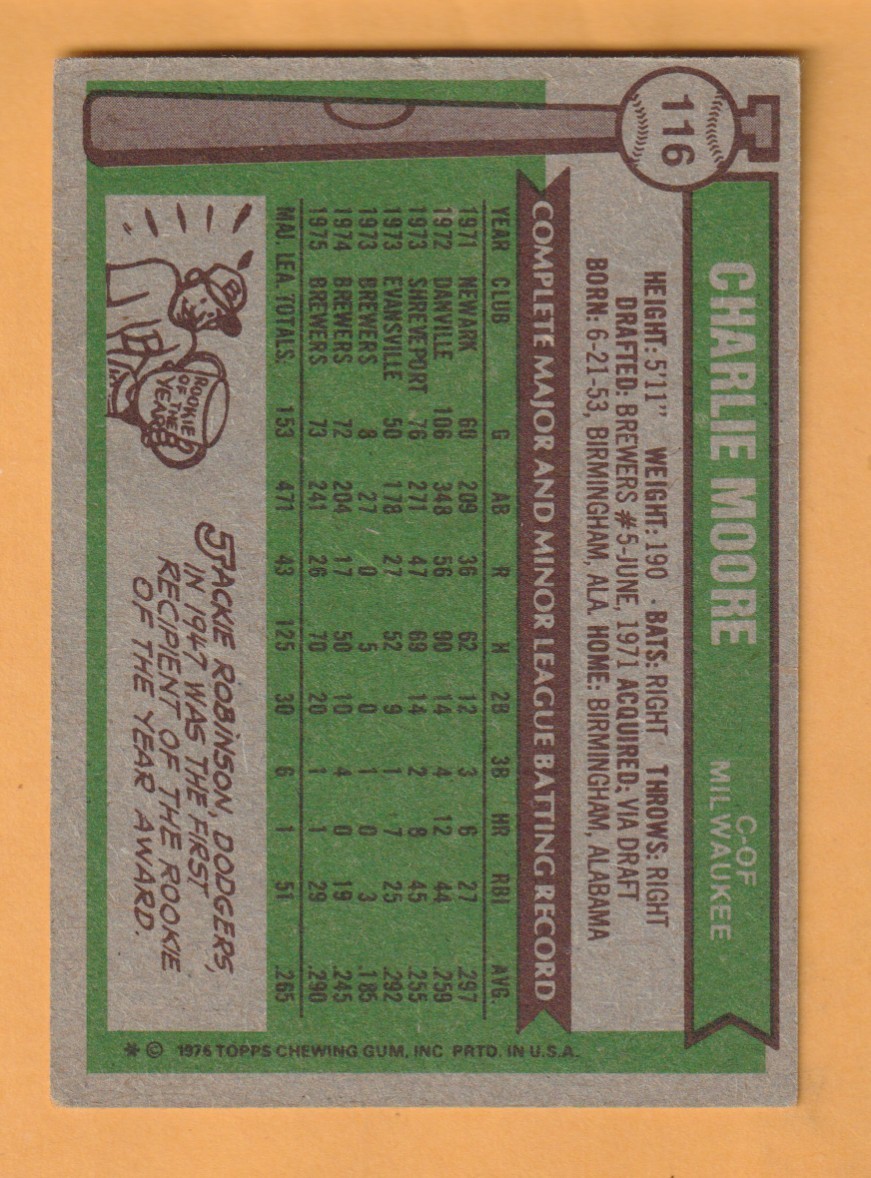 116
CHARLIE MOORE
C-OF
MILWAUKEE
HEIGHT: 5'11" WEIGHT: 190 BATS: RIGHT THROWS: RIGHT
DRAFTED: BREWERS #5-JUNE, 1971 ACQUIRED: VIA DRAFT
BORN: 6-21-53, BIRMINGHAM, ALA. HOME: BIRMINGHAM, ALABAMA
COMPLETE MAJOR AND MINOR LEAGUE BATTING RECORD
YEAR CLUB G AB R H 2B 3B HR RBI AVG.
1971 NEWARK 60 209 36 62 12 3 6 27 .297
1972 DANVILLE 106 348 56 90 14 4 12 44 .259
1973 SHREVEPORT 76 271 47 69 14 2 8 45 .255
1973 EVANSVILLE 50 178 27 52 9 1 7 25 .292
1973 BREWERS 8 27 0 5 0 1 0 3 .185
1974 BREWERS 72 204 17 50 10 4 0 19 .245
1975 BREWERS 73 241 26 70 20 1 1 29 .290
MAJ. LEA. TOTALS. 153 471 43 125 30 6 1 51 .265
B
ROOKIE
OF THE
YEAR
JACKIE ROBINSON, DODGERS,
IN 1947 WAS THE FIRST
RECIPIENT OF THE ROOKIE
OF THE YEAR AWARD.
* © 1976 TOPPS CHEWING GUM, INC PRTD. IN U.S.A.